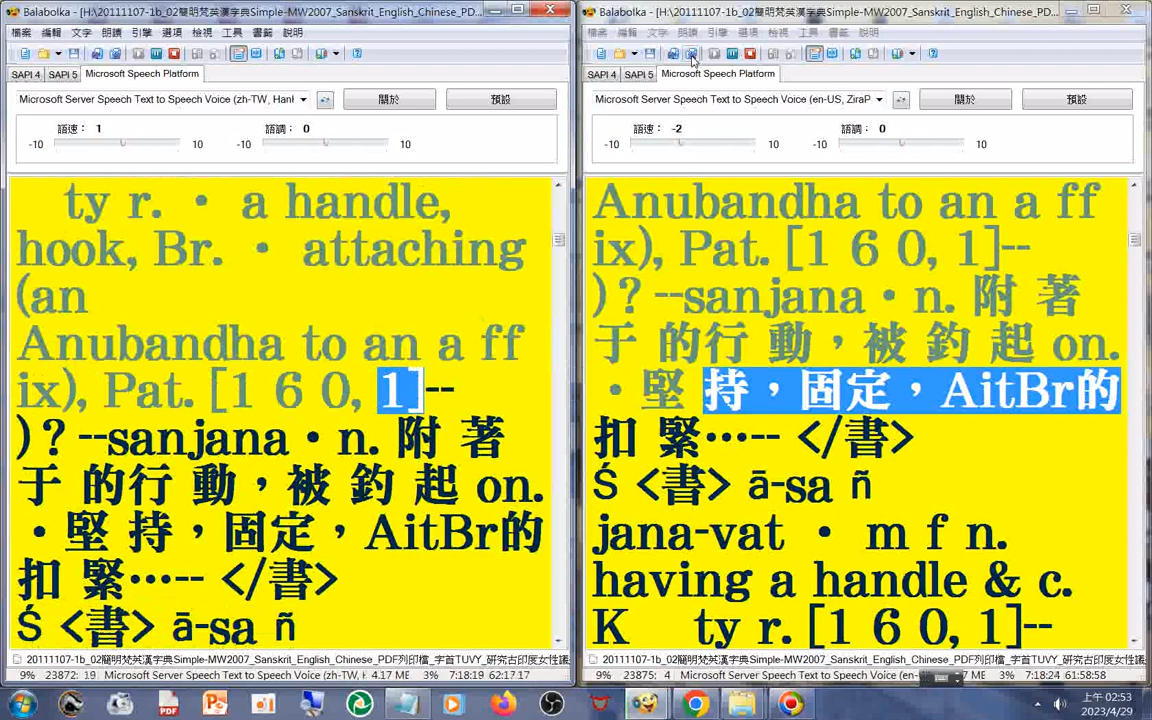 Balabolka - [H:\20111107-1b_02簡明梵英漢字典Simple-MW2007_Sanskrit_English_Chinese_PD...
檔案 編輯 文字 朗讀 引擎 選項 檢視 工具 書籤 說明
SAPI 4 SAPI 5 Microsoft Speech Platform
Microsoft Server Speech Text to Speech Voice (zh-TW, Hanl 關於 預設
語速： 1 語調： 0
-10 10 -10 10
ty r. • a handle,
hook, Br. • attaching
(an
Anubandha to an a ff
ix), Pat. [1 6 0, 1]--
)？--sanjana • n. 附 著
于 的行 動，被 釣 起 on.
• 堅 持，固定，AitBr的
扣 緊…-- </書>
Ś <書> ā-sa ñ
20111107-1b_02簡明梵英漢字典Simple-MW2007_Sanskrit_English_Chinese_PDF列印檔_字首TUVY_研究古印度女性議
9% 23872: 19 Microsoft Server Speech Text to Speech Voice (zh-TW, H 4.17 ME 3% 7:18:19 62:17:17
Balabolka - [H:\20111107-1b_02簡明梵英漢字典Simple-MW2007_Sanskrit_English_Chinese_PD...
檔案 編輯 文字 朗讀 引擎 選項 檢視 工具 書籤 說明
SAPI 4 SAPI 5 Microsoft Speech Platform
Microsoft Server Speech Text to Speech Voice (en-US, ZiraP 關於 預設
語速： -2 語調： 0
-10 10 -10 10
Anubandha to an a ff
ix), Pat. [1 6 0, 1]--
)？--sanjana • n. 附 著
于 的行 動，被 釣 起 on.
• 堅 持，固定，AitBr的
扣 緊…-- </書>
Ś <書> ā-sa ñ
jana-vat • m f n.
having a handle & c.
K ty r. [1 6 0, 1]--
20111107-1b_02簡明梵英漢字典Simple-MW2007_Sanskrit_English_Chinese_PDF列印檔_字首TUVY_研究古印度女性議
9% 23875: 4 Microsoft Server Speech Text to Speech Voice (en-U 4.17 ME 3% 7:18:24 61:58:58
上午 02:53
2023/4/29